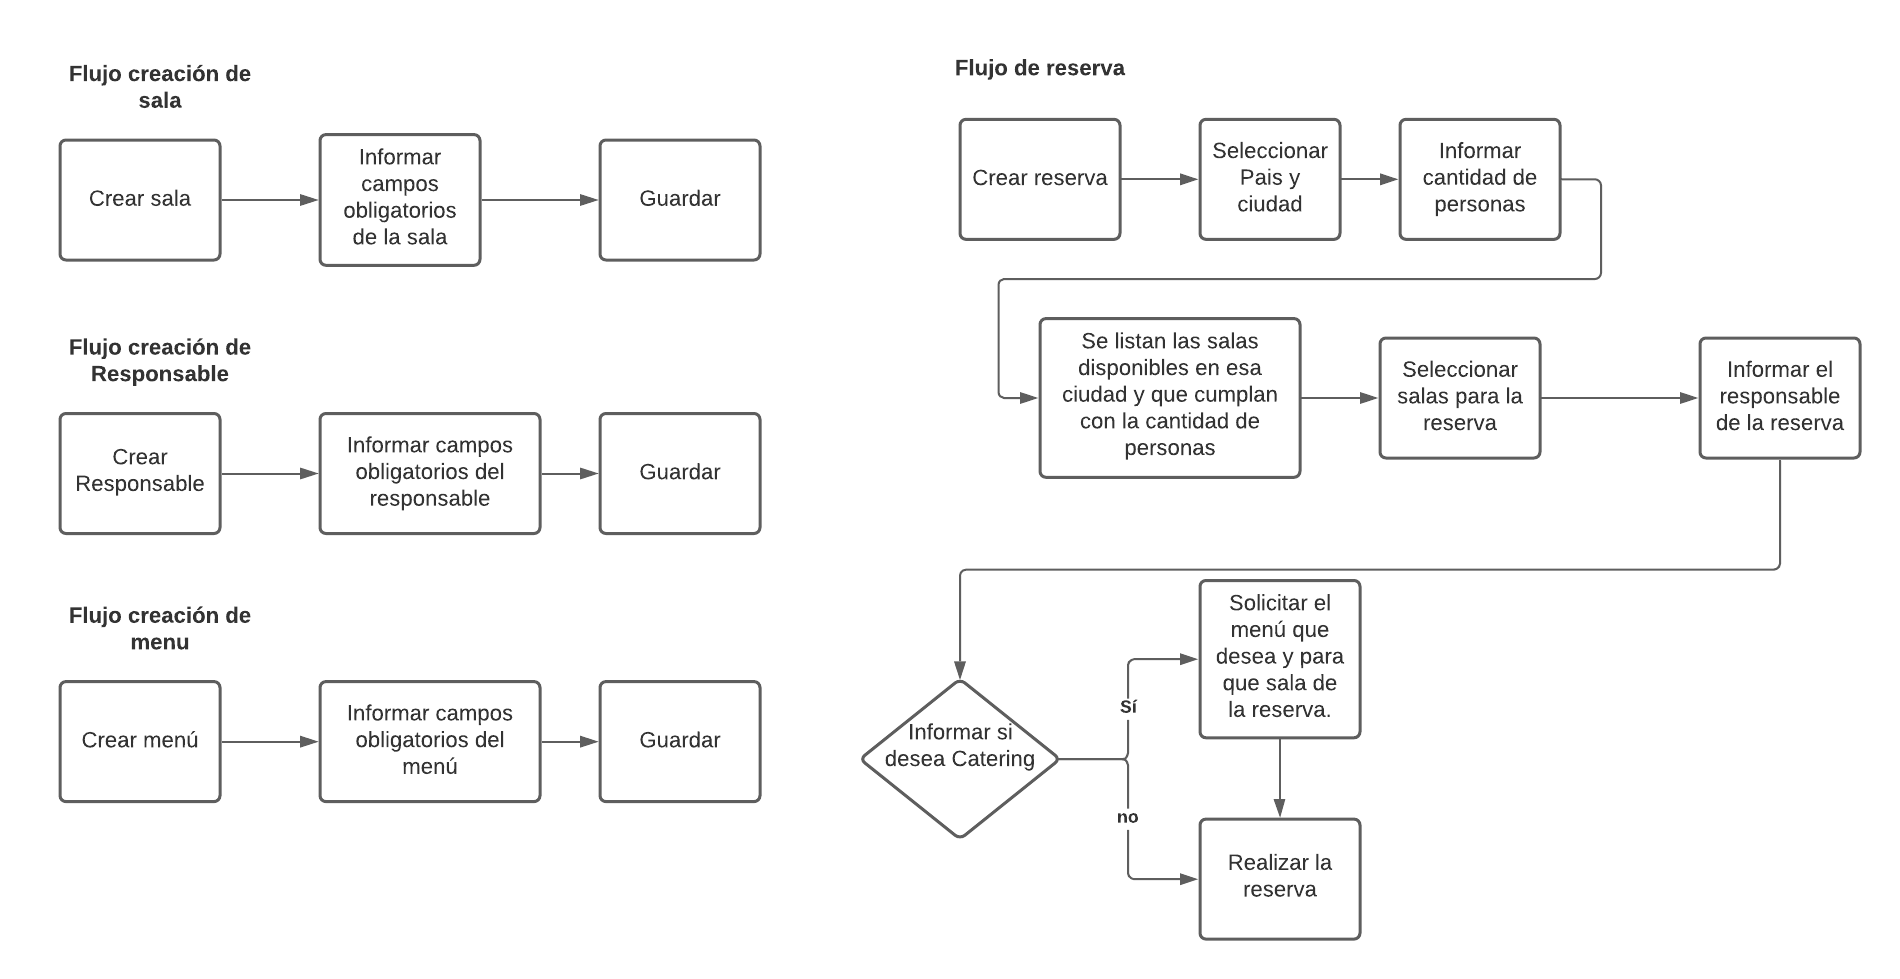 Flujo creación de
sala
Crear sala
Informar
campos
obligatorios
de la sala
Guardar
Flujo creación de
Responsable
Crear
Responsable
Informar campos
obligatorios del
responsable
Guardar
Flujo creación de
menu
Crear menú
Informar campos
obligatorios del
menú
Guardar
Flujo de reserva
Crear reserva
Seleccionar
Pais y
ciudad
Informar
cantidad de
personas
Se listan las salas
disponibles en esa
ciudad y que cumplan
con la cantidad de
personas
Seleccionar
salas para la
reserva
Informar el
responsable
de la reserva
Informar si
desea Catering
Sí
Solicitar el
menú que
desea y para
que sala de
la reserva.
no
Realizar la
reserva